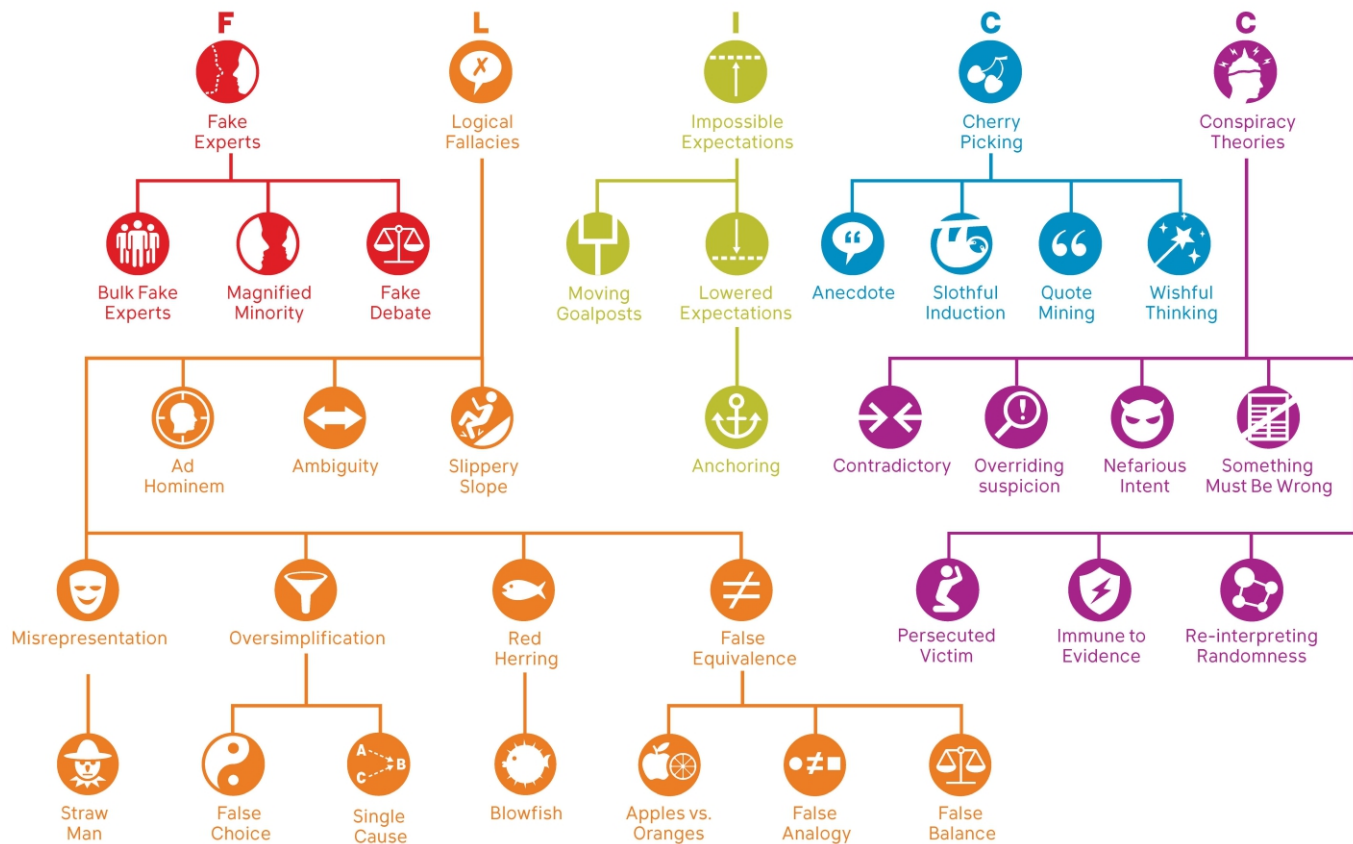 F
L
I
C
C
Fake
Experts
Logical
Fallacies
Impossible
Expectations
Cherry
Picking
Conspiracy
Theories
Bulk Fake
Experts
Magnified
Minority
Fake
Debate
Moving
Goalposts
Lowered
Expectations
Anecdote
Slothful
Induction
Quote
Mining
Wishful
Thinking
Ad
Hominem
Ambiguity
Slippery
Slope
Anchoring
Contradictory
Overriding
suspicion
Nefarious
Intent
Something
Must Be Wrong
Misrepresentation
Oversimplification
Red
Herring
False
Equivalence
Persecuted
Victim
Immune to
Evidence
Re-interpreting
Randomness
Straw
Man
False
Choice
A
B
C
Single
Cause
Blowfish
Apples vs.
Oranges
False
Analogy
False
Balance